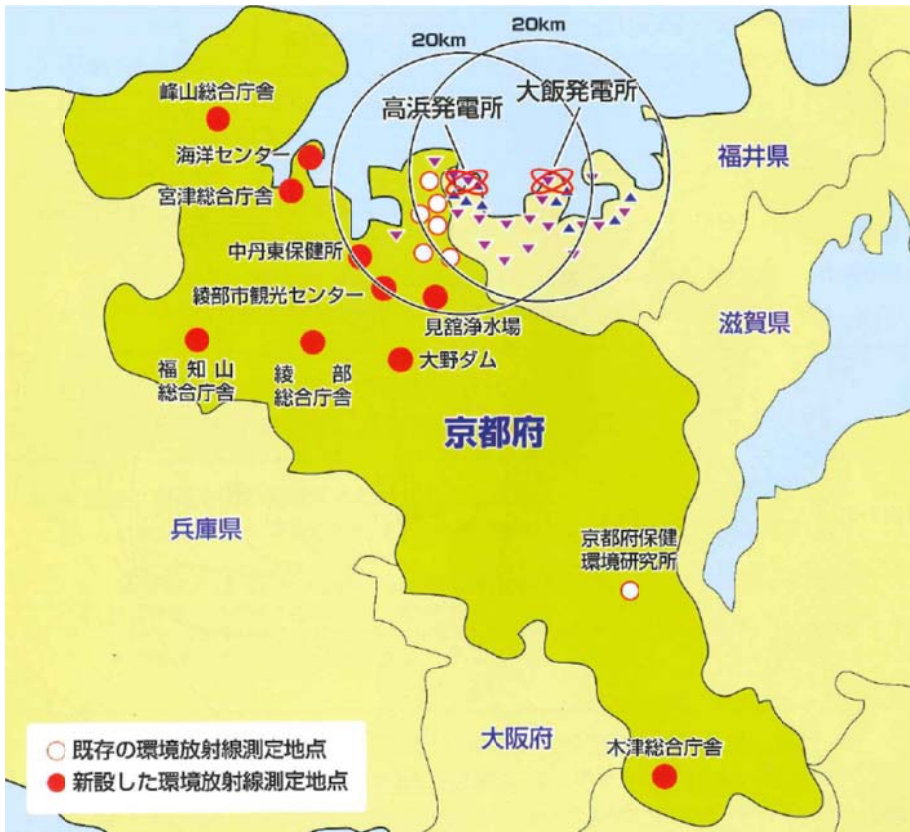 20km
20km
高浜発電所
大飯発電所
峰山総合庁舎
福井県
海洋センター
宮津総合庁舎
中丹東保健所
綾部市観光センター
見舘浄水場
滋賀県
大野ダム
福知山
総合庁舎
綾部
総合庁舎
京都府
兵庫県
京都府保健
環境研究所
大阪府
木津総合庁舎
既存の環境放射線測定地点
新設した環境放射線測定地点